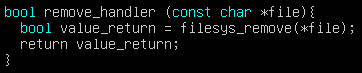 bool remove_handler (const char *file){
  bool value_return = filesys_remove(*file);
  return value_return;
}